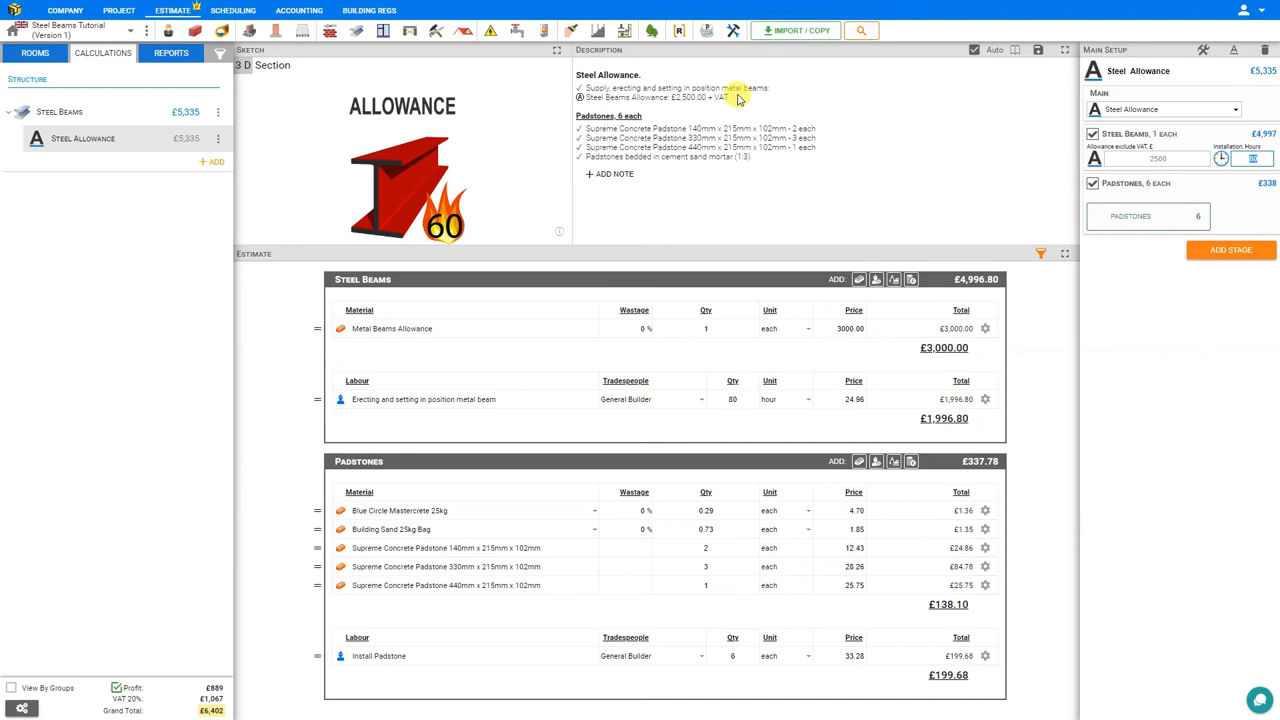 COMPANY PROJECT ESTIMATE SCHEDULING ACCOUNTING BUILDING REGS
Steel Beams Tutorial
(Version 1)
IMPORT / COPY
ROOMS CALCULATIONS REPORTS
STRUCTURE
STEEL BEAMS £5,335
STEEL ALLOWANCE £5,335
+ ADD
View By Groups
Profit: £889
VAT 20%: £1,067
Grand Total: £6,402
SKETCH
3 D Section
ALLOWANCE
60
DESCRIPTION
Auto
Steel Allowance.
✓ Supply, erecting and setting in position metal beams:
A Steel Beams Allowance: £2,500.00 + VAT
Padstones, 6 each
✓ Supreme Concrete Padstone 140mm x 215mm x 102mm - 2 each
✓ Supreme Concrete Padstone 330mm x 215mm x 102mm - 3 each
✓ Supreme Concrete Padstone 440mm x 215mm x 102mm - 1 each
✓ Padstones bedded in cement sand mortar (1:3)
+ ADD NOTE
ESTIMATE
STEEL BEAMS ADD: £4,996.80
Material Wastage Qty Unit Price Total
Metal Beams Allowance 0 % 1 each 3000.00 £3,000.00
£3,000.00
Labour Tradespeople Qty Unit Price Total
Erecting and setting in position metal beam General Builder 80 hour 24.96 £1,996.80
£1,996.80
PADSTONES ADD: £337.78
Material Wastage Qty Unit Price Total
Blue Circle Mastercrete 25kg 0 % 0.29 each 4.70 £1.36
Building Sand 25kg Bag 0 % 0.73 each 1.85 £1.35
Supreme Concrete Padstone 140mm x 215mm x 102mm 2 each 12.43 £24.86
Supreme Concrete Padstone 330mm x 215mm x 102mm 3 each 28.26 £84.78
Supreme Concrete Padstone 440mm x 215mm x 102mm 1 each 25.75 £25.75
£138.10
Labour Tradespeople Qty Unit Price Total
Install Padstone General Builder 6 each 33.28 £199.68
£199.68
MAIN SETUP
A Steel Allowance £5,335
MAIN
Steel Allowance
STEEL BEAMS, 1 EACH £4,997
Allowance exclude VAT, £ Installation, Hours
A 2500 80
PADSTONES, 6 EACH £338
PADSTONES 6
ADD STAGE